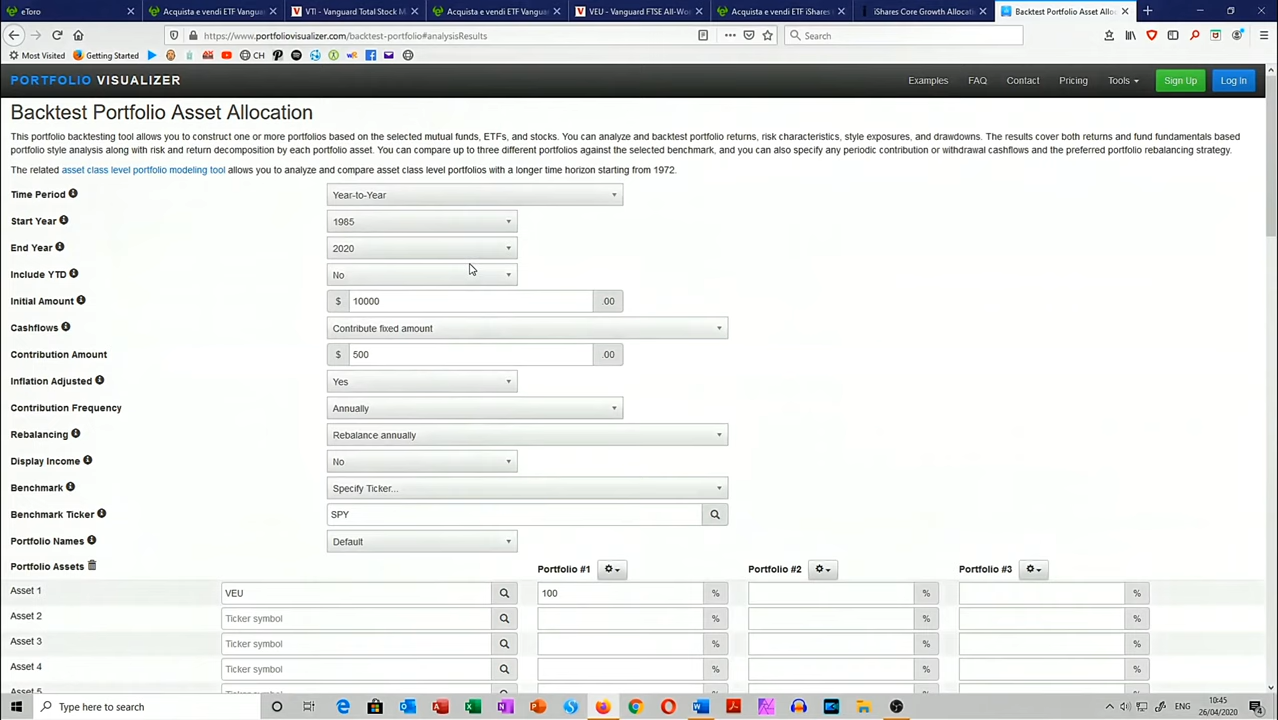 eToro
Acquista e vendi ETF Vanguar
VTI – Vanguard Total Stock M
Acquista e vendi ETF Vanguar
VEU - Vanguard FTSE All-Wo
Acquista e vendi ETF iShares C
iShares Core Growth Allocatio
Backtest Portfolio Asset Alloc
https://www.portfoliovisualizer.com/backtest-portfolio#analysisResults
Search
Most Visited
Getting Started
CH
PORTFOLIO VISUALIZER
Examples
FAQ
Contact
Pricing
Tools
Sign Up
Log In
Backtest Portfolio Asset Allocation
This portfolio backtesting tool allows you to construct one or more portfolios based on the selected mutual funds, ETFs, and stocks. You can analyze and backtest portfolio returns, risk characteristics, style exposures, and drawdowns. The results cover both returns and fund fundamentals based
portfolio style analysis along with risk and return decomposition by each portfolio asset. You can compare up to three different portfolios against the selected benchmark, and you can also specify any periodic contribution or withdrawal cashflows and the preferred portfolio rebalancing strategy.
The related asset class level portfolio modeling tool allows you to analyze and compare asset class level portfolios with a longer time horizon starting from 1972.
Time Period
Year-to-Year
Start Year
1985
End Year
2020
Include YTD
No
Initial Amount
$ 10000 .00
Cashflows
Contribute fixed amount
Contribution Amount
$ 500 .00
Inflation Adjusted
Yes
Contribution Frequency
Annually
Rebalancing
Rebalance annually
Display Income
No
Benchmark
Specify Ticker...
Benchmark Ticker
SPY
Portfolio Names
Default
Portfolio Assets
Portfolio #1
Portfolio #2
Portfolio #3
Asset 1
VEU
100 %
%
%
Asset 2
Ticker symbol
%
%
%
Asset 3
Ticker symbol
%
%
%
Asset 4
Ticker symbol
%
%
%
Asset 5
Type here to search
ENG
10:45
26/04/2020